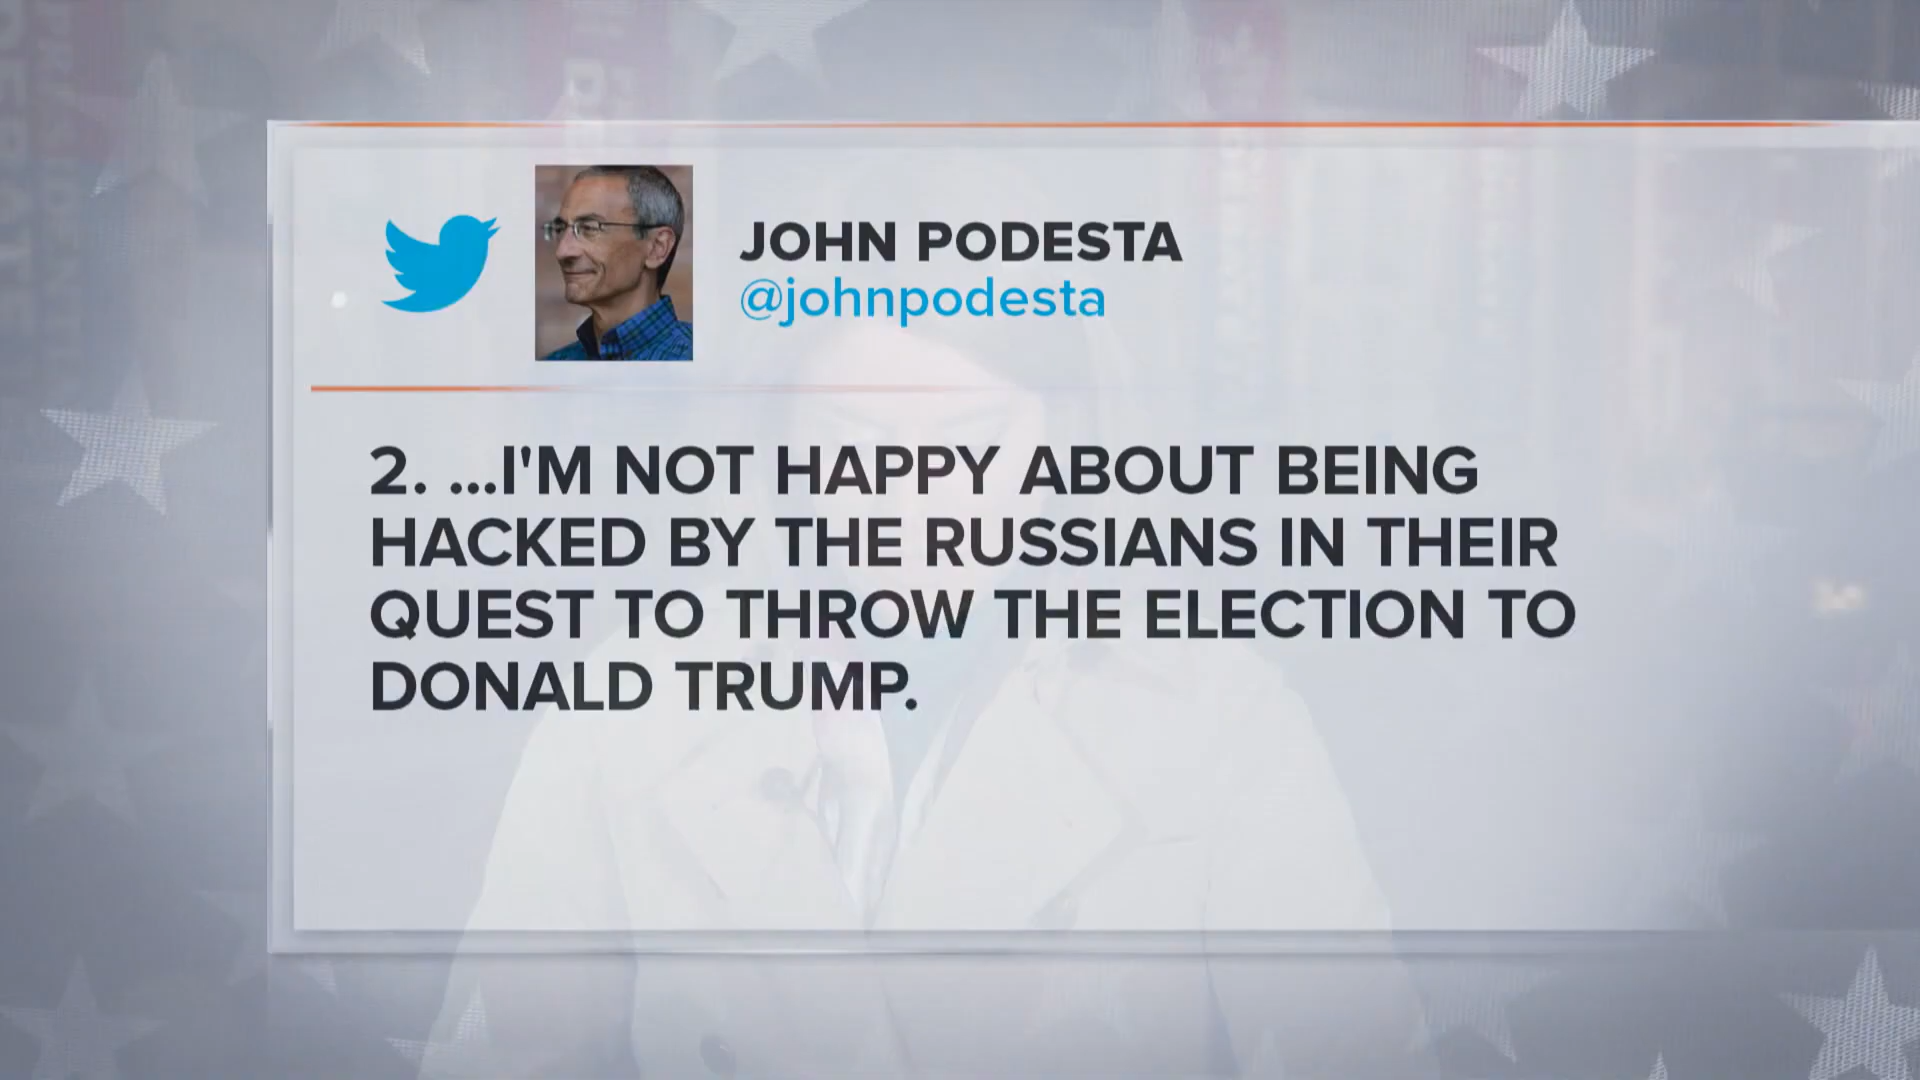 JOHN PODESTA
@johnpodesta
2. ...I'M NOT HAPPY ABOUT BEING
HACKED BY THE RUSSIANS IN THEIR
QUEST TO THROW THE ELECTION TO
DONALD TRUMP.